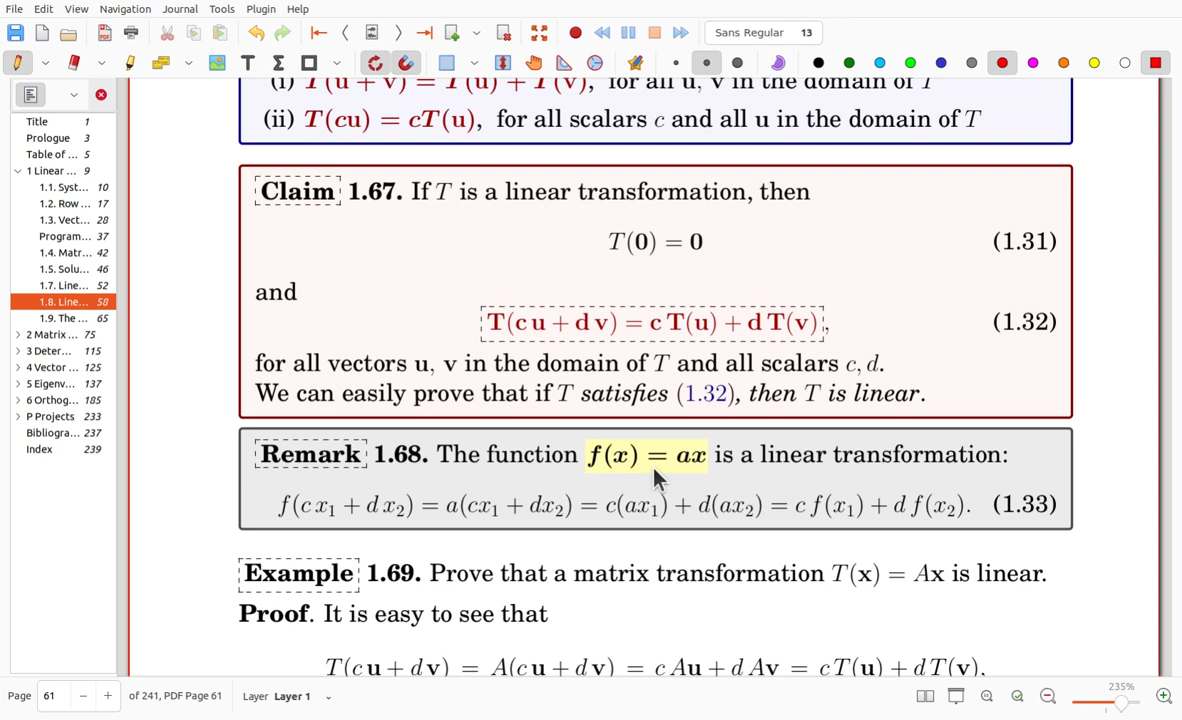 File Edit View Navigation Journal Tools Plugin Help
Sans Regular 13
Title 1
Prologue 3
Table of ... 5
1 Linear ... 9
1.1. Syst... 10
1.2. Row ... 17
1.3. Vect... 28
Program... 37
1.4. Matr... 42
1.5. Solu... 46
1.7. Line... 52
1.8. Line... 58
1.9. The ... 65
2 Matrix ... 75
3 Deter... 115
4 Vector ... 125
5 Eigenv... 137
6 Orthog... 185
P Projects 233
Bibliogra... 237
Index 239
(i) T(u + v) = T(u) + T(v), for all u, v in the domain of T
(ii) T(cu) = cT(u), for all scalars c and all u in the domain of T
Claim 1.67. If T is a linear transformation, then
T(0) = 0 (1.31)
and
T(c u + d v) = c T(u) + d T(v), (1.32)
for all vectors u, v in the domain of T and all scalars c, d.
We can easily prove that if T satisfies (1.32), then T is linear.
Remark 1.68. The function f(x) = ax is a linear transformation:
f(c x₁ + d x₂) = a(cx₁ + dx₂) = c(ax₁) + d(ax₂) = c f(x₁) + d f(x₂). (1.33)
Example 1.69. Prove that a matrix transformation T(x) = Ax is linear.
Proof. It is easy to see that
T(c u + d v) = A(c u + d v) = c Au + d Av = c T(u) + d T(v),
Page 61 − + of 241, PDF Page 61 Layer Layer 1 235%